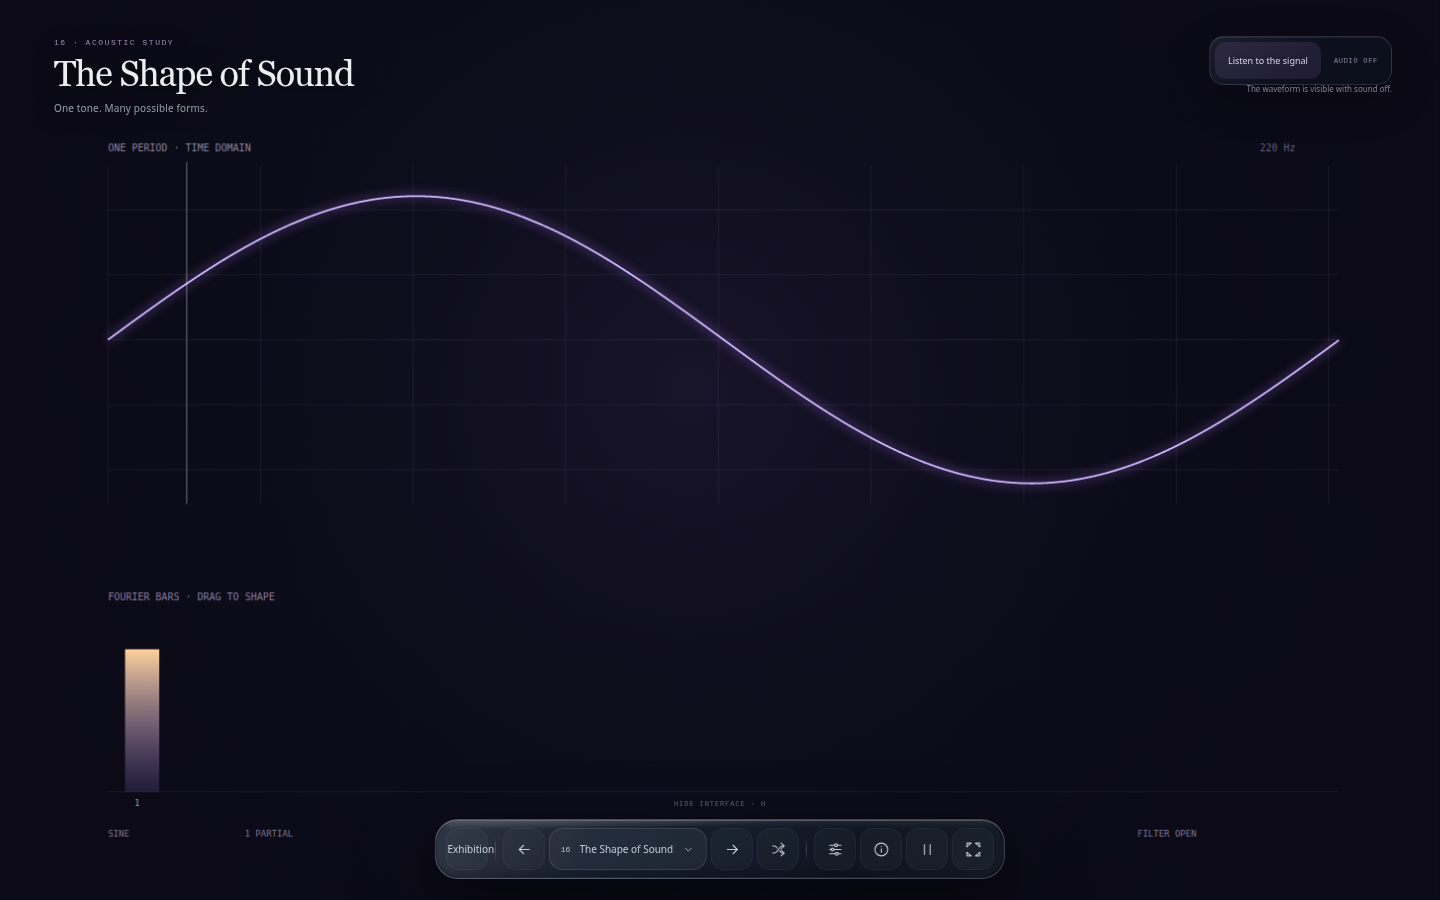 16 · ACOUSTIC STUDY
The Shape of Sound
One tone. Many possible forms.
Listen to the signal
AUDIO OFF
The waveform is visible with sound off.
ONE PERIOD · TIME DOMAIN
220 Hz
FOURIER BARS · DRAG TO SHAPE
1
HIDE INTERFACE · H
SINE
1 PARTIAL
FILTER OPEN
Exhibition
16 The Shape of Sound